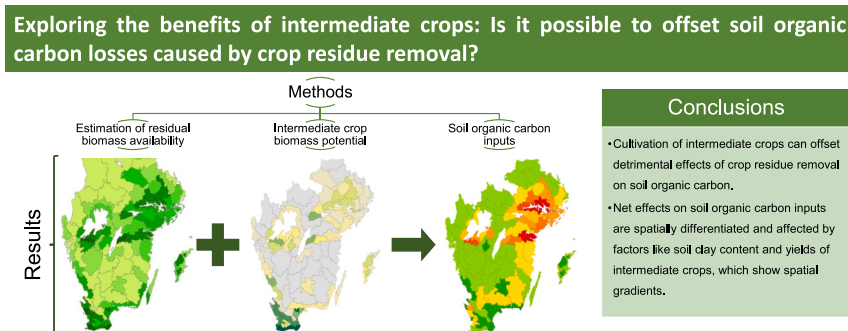 Exploring the benefits of intermediate crops: Is it possible to offset soil organic
carbon losses caused by crop residue removal?
Methods
Estimation of residual
biomass availability
Intermediate crop
biomass potential
Soil organic carbon
inputs
Results
Conclusions
•Cultivation of intermediate crops can offset
detrimental effects of crop residue removal
on soil organic carbon.
•Net effects on soil organic carbon inputs
are spatially differentiated and affected by
factors like soil clay content and yields of
intermediate crops, which show spatial
gradients.